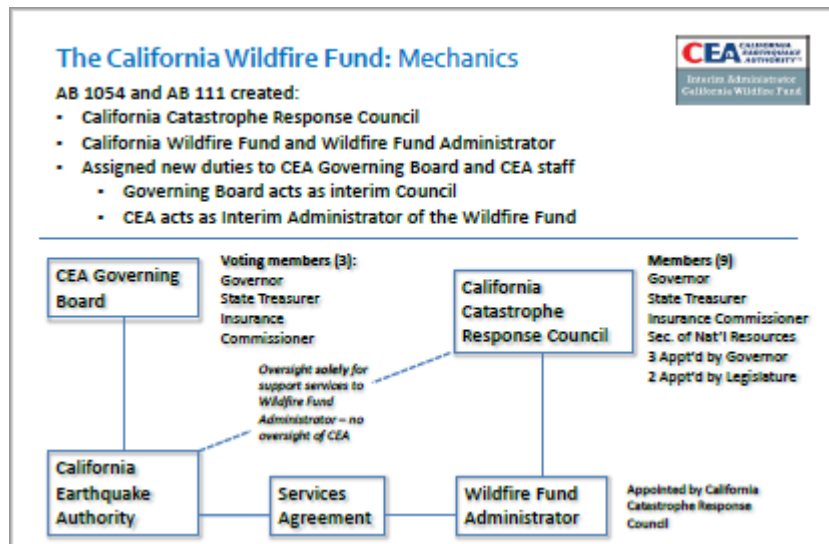 The California Wildfire Fund: Mechanics
CEA CALIFORNIA
EARTHQUAKE
AUTHORITY
Interim Administrator
California Wildfire Fund
AB 1054 and AB 111 created:
▪ California Catastrophe Response Council
▪ California Wildfire Fund and Wildfire Fund Administrator
▪ Assigned new duties to CEA Governing Board and CEA staff
▪ Governing Board acts as interim Council
▪ CEA acts as Interim Administrator of the Wildfire Fund
CEA Governing
Board
Voting members (3):
Governor
State Treasurer
Insurance
Commissioner
California
Catastrophe
Response Council
Members (9)
Governor
State Treasurer
Insurance Commissioner
Sec. of Nat'l Resources
3 Appt'd by Governor
2 Appt'd by Legislature
Oversight solely for
support services to
Wildfire Fund
Administrator – no
oversight of CEA
California
Earthquake
Authority
Services
Agreement
Wildfire Fund
Administrator
Appointed by California
Catastrophe Response
Council